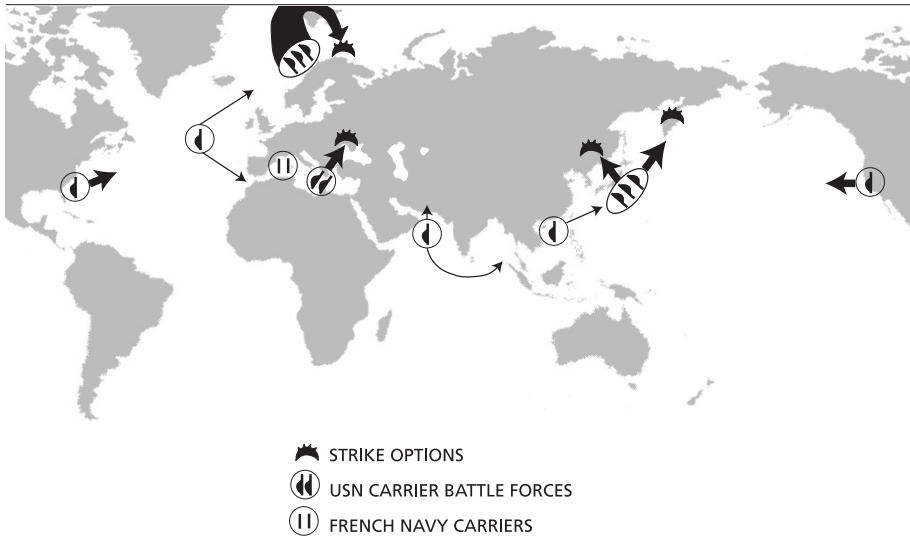 STRIKE OPTIONS
USN CARRIER BATTLE FORCES
FRENCH NAVY CARRIERS